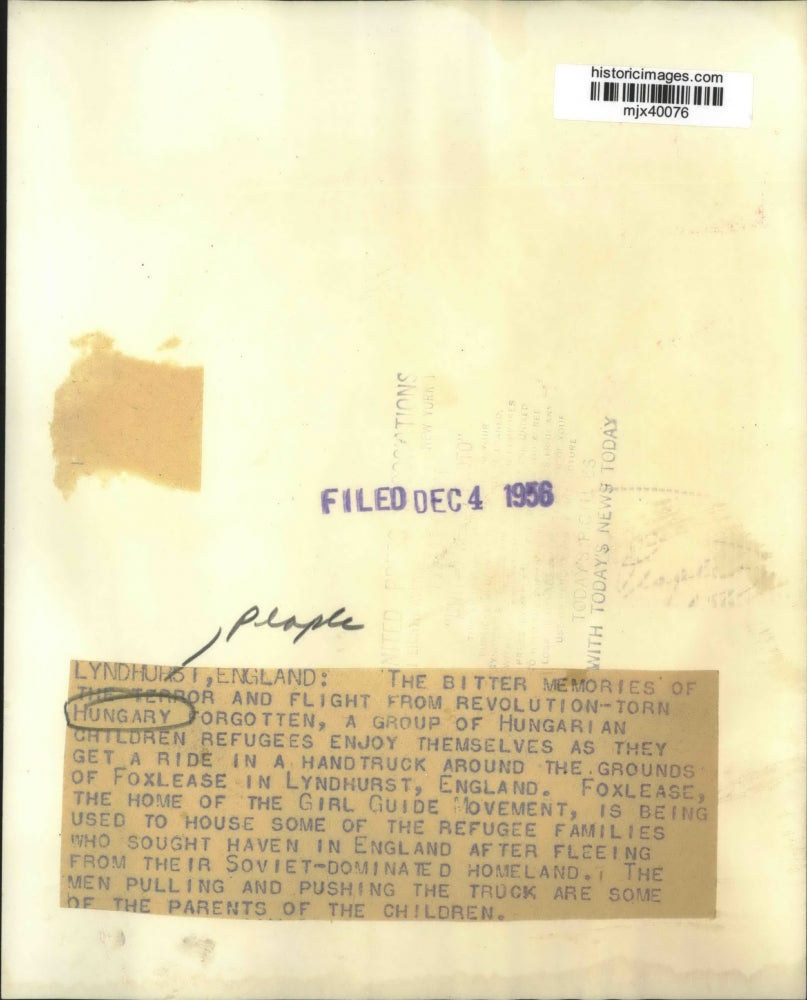 historicimages.com
mjx40076
NEW YORK
WITH TODAY'S NEWS TODAY
FILED DEC 4 1956
People
LYNDHURST, ENGLAND: THE BITTER MEMORIES OF
THE TERROR AND FLIGHT FROM REVOLUTION-TORN
HUNGARY FORGOTTEN, A GROUP OF HUNGARIAN
CHILDREN REFUGEES ENJOY THEMSELVES AS THEY
GET A RIDE IN A HANDTRUCK AROUND THE GROUNDS
OF FOXLEASE IN LYNDHURST, ENGLAND. FOXLEASE,
THE HOME OF THE GIRL GUIDE MOVEMENT, IS BEING
USED TO HOUSE SOME OF THE REFUGEE FAMILIES
WHO SOUGHT HAVEN IN ENGLAND AFTER FLEEING
FROM THEIR SOVIET-DOMINATED HOMELAND. THE
MEN PULLING AND PUSHING THE TRUCK ARE SOME
OF THE PARENTS OF THE CHILDREN.